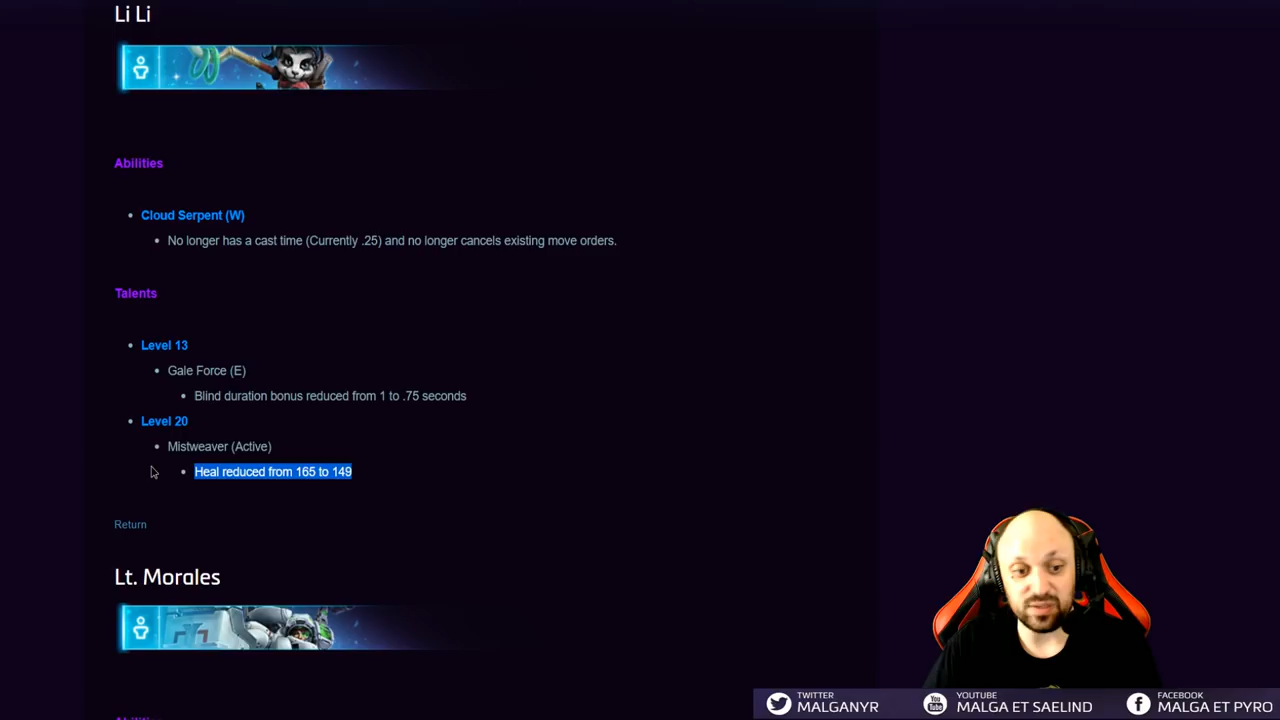 Li Li
Abilities
Cloud Serpent (W)
No longer has a cast time (Currently .25) and no longer cancels existing move orders.
Talents
Level 13
Gale Force (E)
Blind duration bonus reduced from 1 to .75 seconds
Level 20
Mistweaver (Active)
Heal reduced from 165 to 149
Return
Lt. Morales
TWITTER
MALGANYR
YOUTUBE
MALGA ET SAELIND
FACEBOOK
MALGA ET PYRO